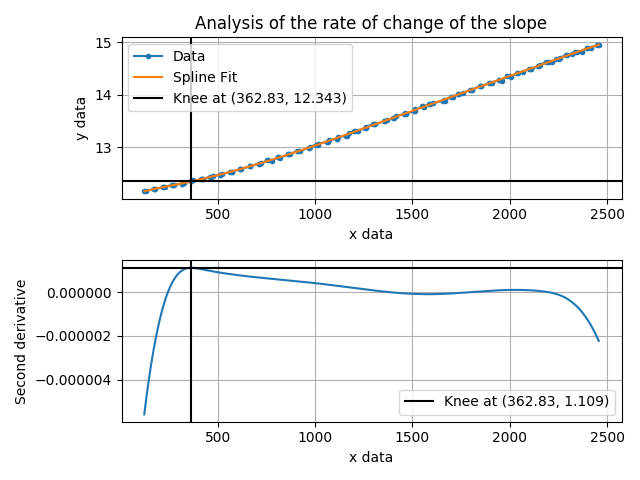 Analysis of the rate of change of the slope
15
14
13
y data
Data
Spline Fit
Knee at (362.83, 12.343)
500
1000
1500
2000
2500
x data
0.000000
−0.000002
−0.000004
Second derivative
Knee at (362.83, 1.109)
500
1000
1500
2000
2500
x data